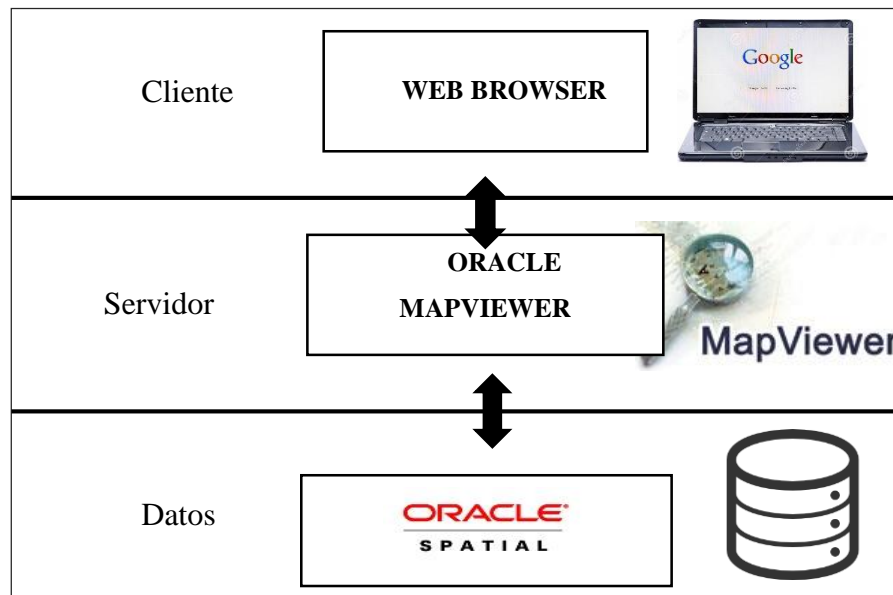 Cliente
WEB BROWSER
Google
Servidor
ORACLE
MAPVIEWER
MapViewer
Datos
ORACLE
SPATIAL